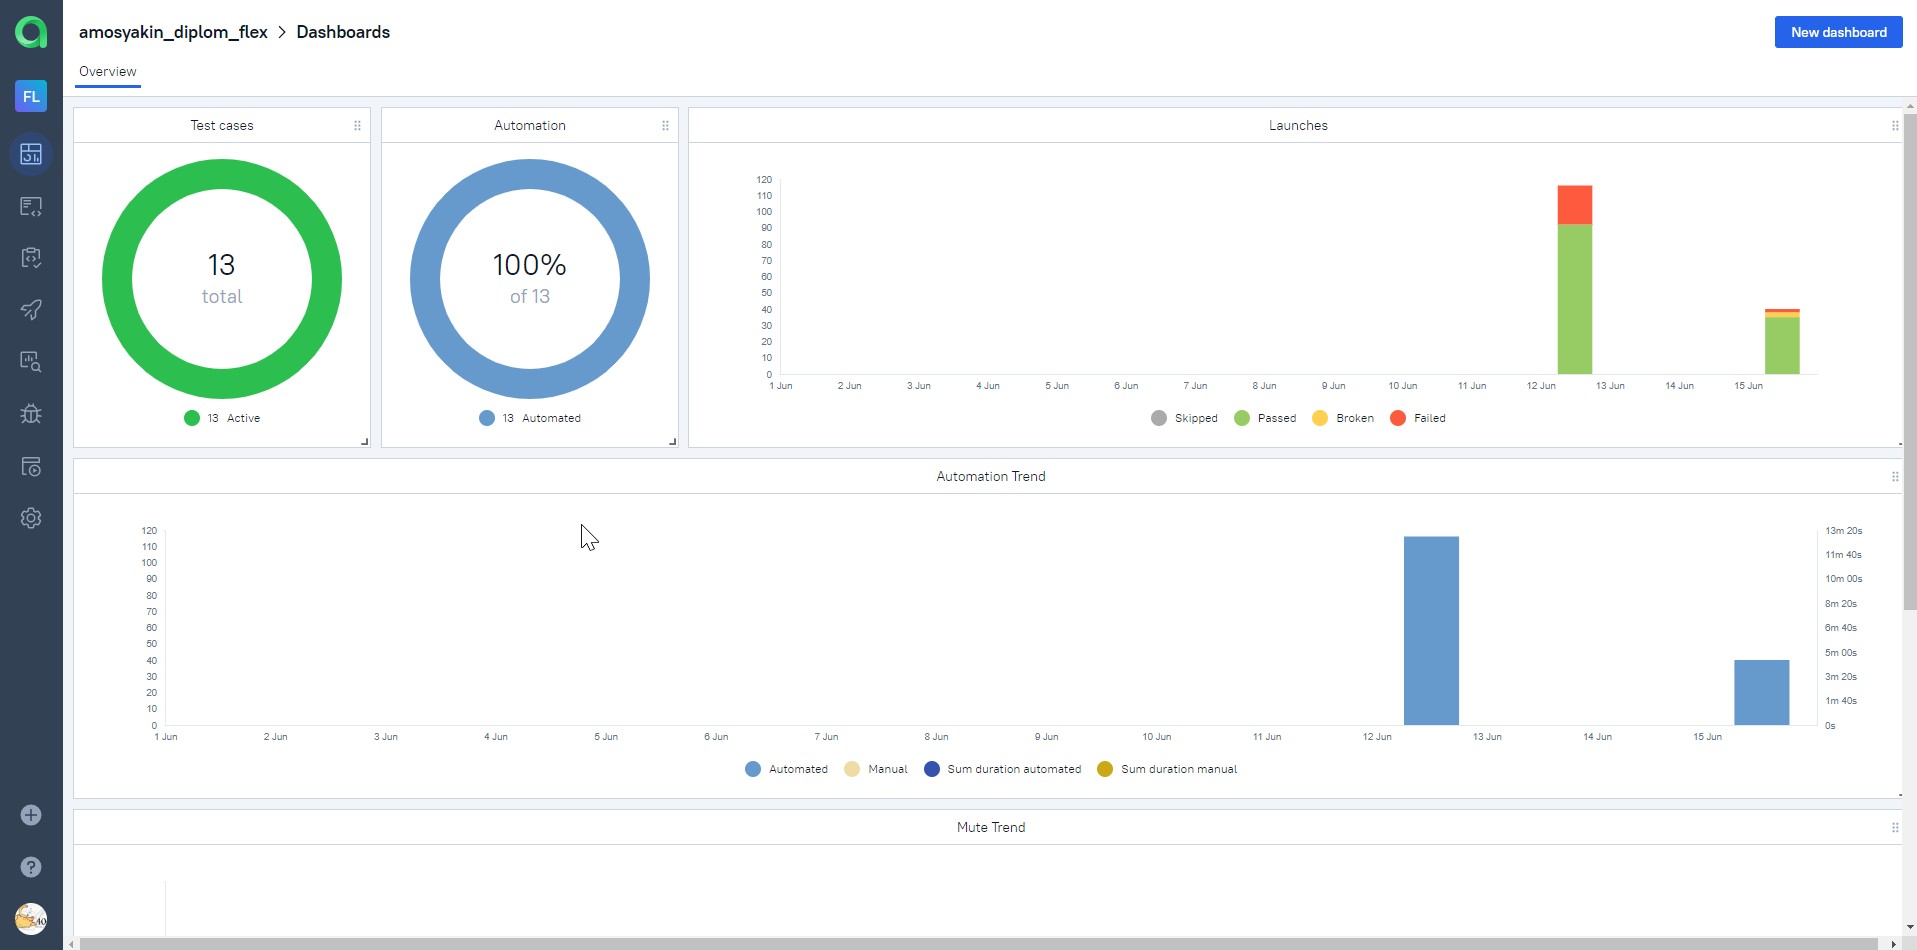 amosyakin_diplom_flex > Dashboards
New dashboard
Overview
FL
Test cases
13
total
13 Active
Automation
100%
of 13
13 Automated
Launches
120
110
100
90
80
70
60
50
40
30
20
10
0
1 Jun 2 Jun 3 Jun 4 Jun 5 Jun 6 Jun 7 Jun 8 Jun 9 Jun 10 Jun 11 Jun 12 Jun 13 Jun 14 Jun 15 Jun
Skipped Passed Broken Failed
Automation Trend
120
110
100
90
80
70
60
50
40
30
20
10
0
13m 20s
11m 40s
10m 00s
8m 20s
6m 40s
5m 00s
3m 20s
1m 40s
0s
1 Jun 2 Jun 3 Jun 4 Jun 5 Jun 6 Jun 7 Jun 8 Jun 9 Jun 10 Jun 11 Jun 12 Jun 13 Jun 14 Jun 15 Jun
Automated Manual Sum duration automated Sum duration manual
Mute Trend